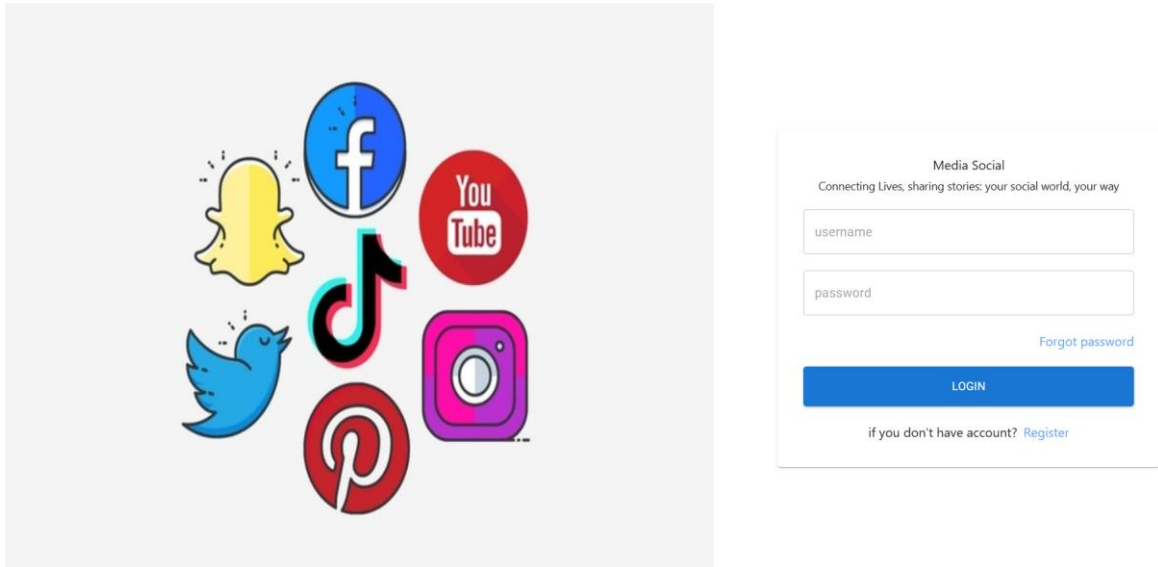 You
Tube
Media Social
Connecting Lives, sharing stories: your social world, your way
username
password
Forgot password
LOGIN
if you don't have account? Register